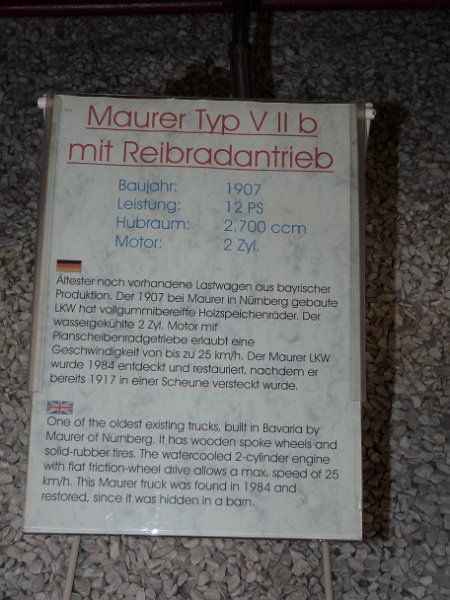 Maurer Typ V II b
mit Reibradantrieb
Baujahr: 1907
Leistung: 12 PS
Hubraum: 2.700 ccm
Motor: 2 Zyl.
Ältester noch vorhandene Lastwagen aus bayrischer
Produktion. Der 1907 bei Maurer in Nürnberg gebaute
LKW hat vollgummibereifte Holzspeichenräder. Der
wassergekühlte 2 Zyl. Motor mit
Planscheibenradgetriebe erlaubt eine
Geschwindigkeit von bis zu 25 km/h. Der Maurer LKW
wurde 1984 entdeckt und restauriert, nachdem er
bereits 1917 in einer Scheune versteckt wurde.
One of the oldest existing trucks, built in Bavaria by
Maurer of Nürnberg. It has wooden spoke wheels and
solid-rubber tires. The watercooled 2-cylinder engine
with flat friction-wheel drive allows a max, speed of 25
km/h. This Maurer truck was found in 1984 and
restored, since it was hidden in a barn.